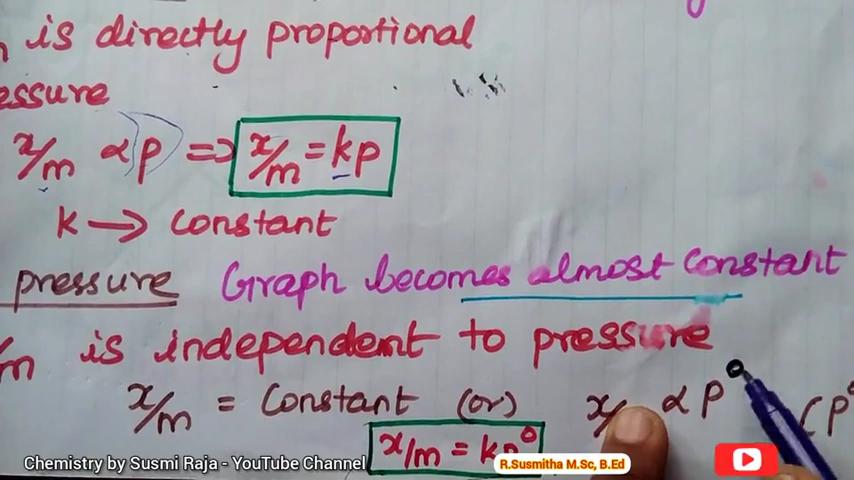 is directly proportional
essure
x/m ∝ p => x/m = kp
k → constant
pressure Graph becomes almost constant
/m is independent to pressure
x/m = Constant (or) x/ ∝ p° (p°
x/m = kp°
Chemistry by Susmi Raja - YouTube Channel
R.Susmitha M.Sc, B.Ed